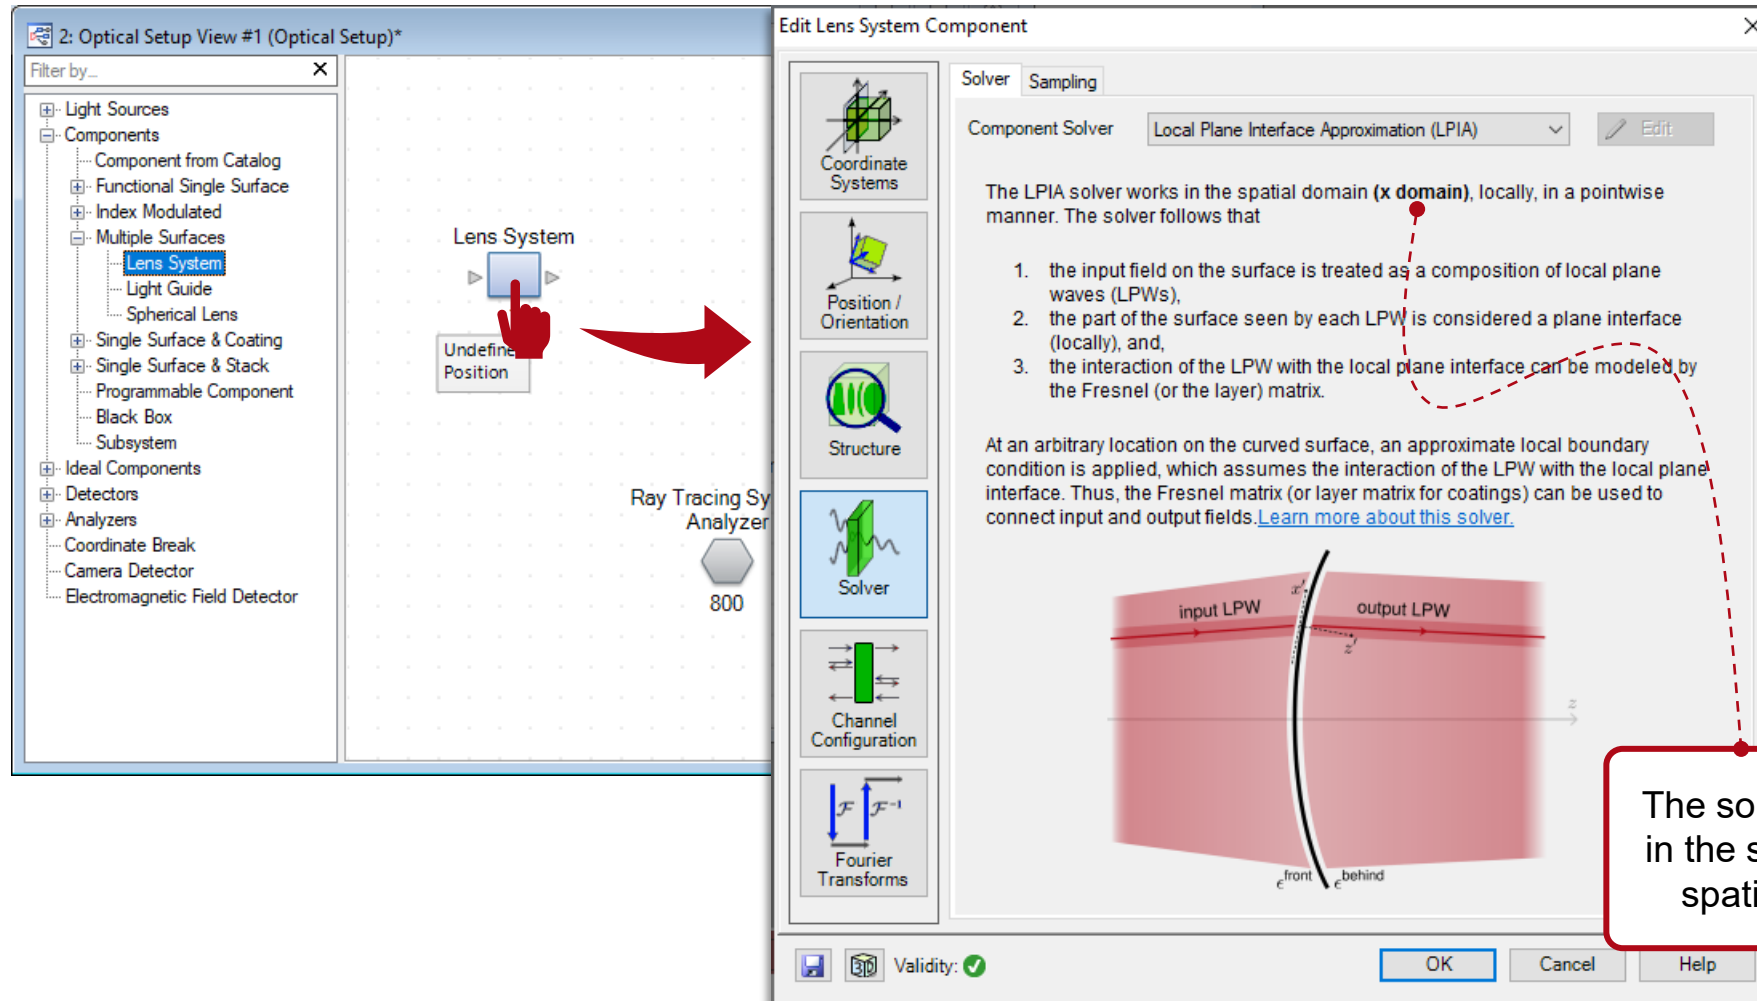 2: Optical Setup View #1 (Optical Setup)*
Filter by...
Light Sources
Components
Component from Catalog
Functional Single Surface
Index Modulated
Multiple Surfaces
Lens System
Light Guide
Spherical Lens
Single Surface & Coating
Single Surface & Stack
Programmable Component
Black Box
Subsystem
Ideal Components
Detectors
Analyzers
Coordinate Break
Camera Detector
Electromagnetic Field Detector
Lens System
Undefine
Position
Ray Tracing Sy
Analyzer
800
Edit Lens System Component
Coordinate
Systems
Position /
Orientation
Structure
Solver
Channel
Configuration
F F⁻¹
Fourier
Transforms
Solver Sampling
Component Solver Local Plane Interface Approximation (LPIA) Edit
The LPIA solver works in the spatial domain (x domain), locally, in a pointwise
manner. The solver follows that
1. the input field on the surface is treated as a composition of local plane
waves (LPWs),
2. the part of the surface seen by each LPW is considered a plane interface
(locally), and,
3. the interaction of the LPW with the local plane interface can be modeled by
the Fresnel (or the layer) matrix.
At an arbitrary location on the curved surface, an approximate local boundary
condition is applied, which assumes the interaction of the LPW with the local plane
interface. Thus, the Fresnel matrix (or layer matrix for coatings) can be used to
connect input and output fields.Learn more about this solver.
input LPW x' output LPW
z'
z
ϵfront ϵbehind
The so
in the s
spati
3D Validity: OK Cancel Help